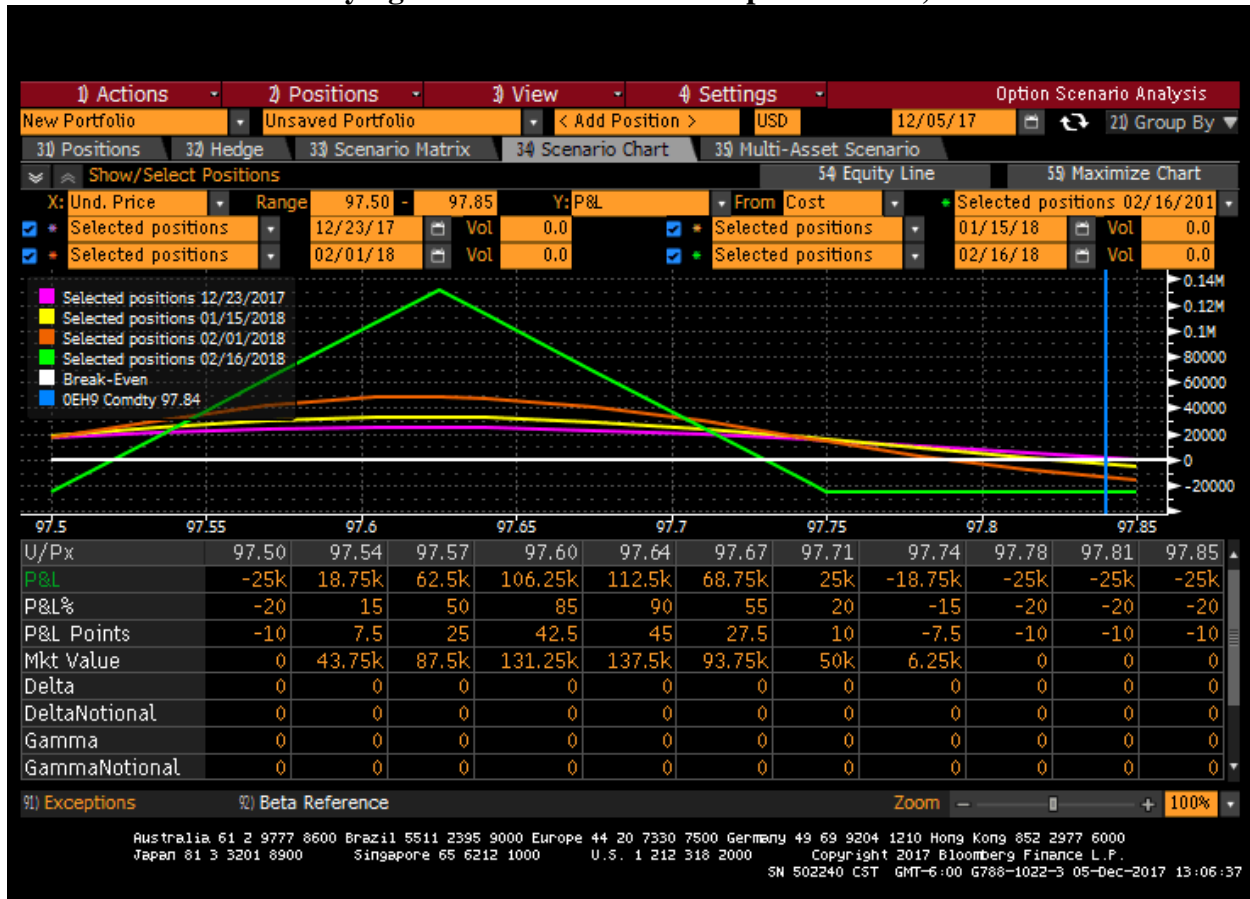 1) Actions 2) Positions 3) View 4) Settings Option Scenario Analysis
New Portfolio Unsaved Portfolio < Add Position > USD 12/05/17 21) Group By
31) Positions 32) Hedge 33) Scenario Matrix 34) Scenario Chart 35) Multi-Asset Scenario
Show/Select Positions 54) Equity Line 55) Maximize Chart
X: Und. Price Range 97.50 - 97.85 Y: P&L From Cost Selected positions 02/16/201
Selected positions 12/23/17 Vol 0.0 Selected positions 01/15/18 Vol 0.0
Selected positions 02/01/18 Vol 0.0 Selected positions 02/16/18 Vol 0.0
Selected positions 12/23/2017
Selected positions 01/15/2018
Selected positions 02/01/2018
Selected positions 02/16/2018
Break-Even
0EH9 Comdty 97.84
0.14M
0.12M
0.1M
80000
60000
40000
20000
0
-20000
97.5 97.55 97.6 97.65 97.7 97.75 97.8 97.85
U/Px 97.50 97.54 97.57 97.60 97.64 97.67 97.71 97.74 97.78 97.81 97.85
P&L -25k 18.75k 62.5k 106.25k 112.5k 68.75k 25k -18.75k -25k -25k -25k
P&L% -20 15 50 85 90 55 20 -15 -20 -20 -20
P&L Points -10 7.5 25 42.5 45 27.5 10 -7.5 -10 -10 -10
Mkt Value 0 43.75k 87.5k 131.25k 137.5k 93.75k 50k 6.25k 0 0 0
Delta 0 0 0 0 0 0 0 0 0 0 0
DeltaNotional 0 0 0 0 0 0 0 0 0 0 0
Gamma 0 0 0 0 0 0 0 0 0 0 0
GammaNotional 0 0 0 0 0 0 0 0 0 0 0
91) Exceptions 92) Beta Reference Zoom - + 100%
Australia 61 2 9777 8600 Brazil 5511 2395 9000 Europe 44 20 7330 7500 Germany 49 69 9204 1210 Hong Kong 852 2977 6000
Japan 81 3 3201 8900 Singapore 65 6212 1000 U.S. 1 212 318 2000 Copyright 2017 Bloomberg Finance L.P.
SN 502240 CST GMT-6:00 G788-1022-3 05-Dec-2017 13:06:37